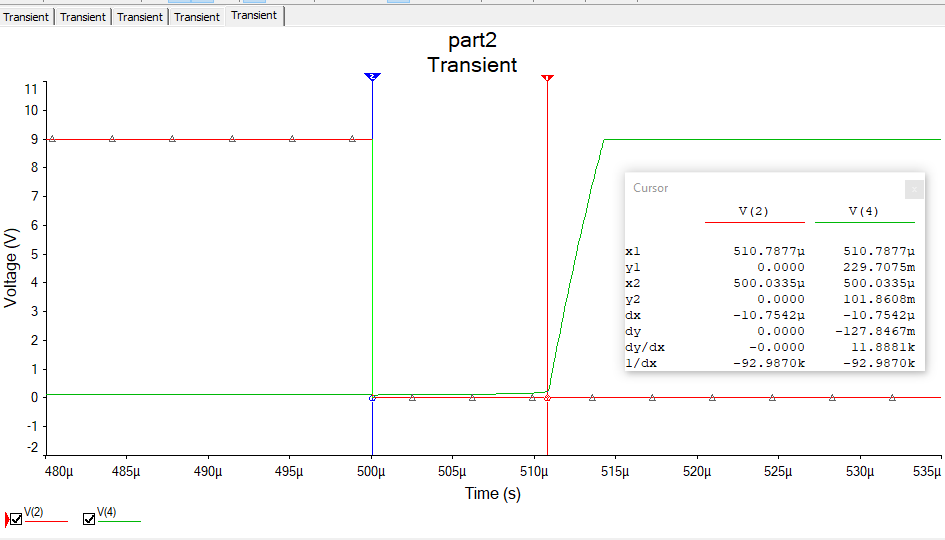 Transient Transient Transient Transient Transient
part2
Transient
11
10
9
8
7
6
5
4
3
2
1
0
-1
-2
Voltage (V)
2
1
480µ 485µ 490µ 495µ 500µ 505µ 510µ 515µ 520µ 525µ 530µ 535µ
Time (s)
V(2) V(4)
Cursor
x
V(2) V(4)
x1 510.7877µ 510.7877µ
y1 0.0000 229.7075m
x2 500.0335µ 500.0335µ
y2 0.0000 101.8608m
dx -10.7542µ -10.7542µ
dy 0.0000 -127.8467m
dy/dx -0.0000 11.8881k
1/dx -92.9870k -92.9870k